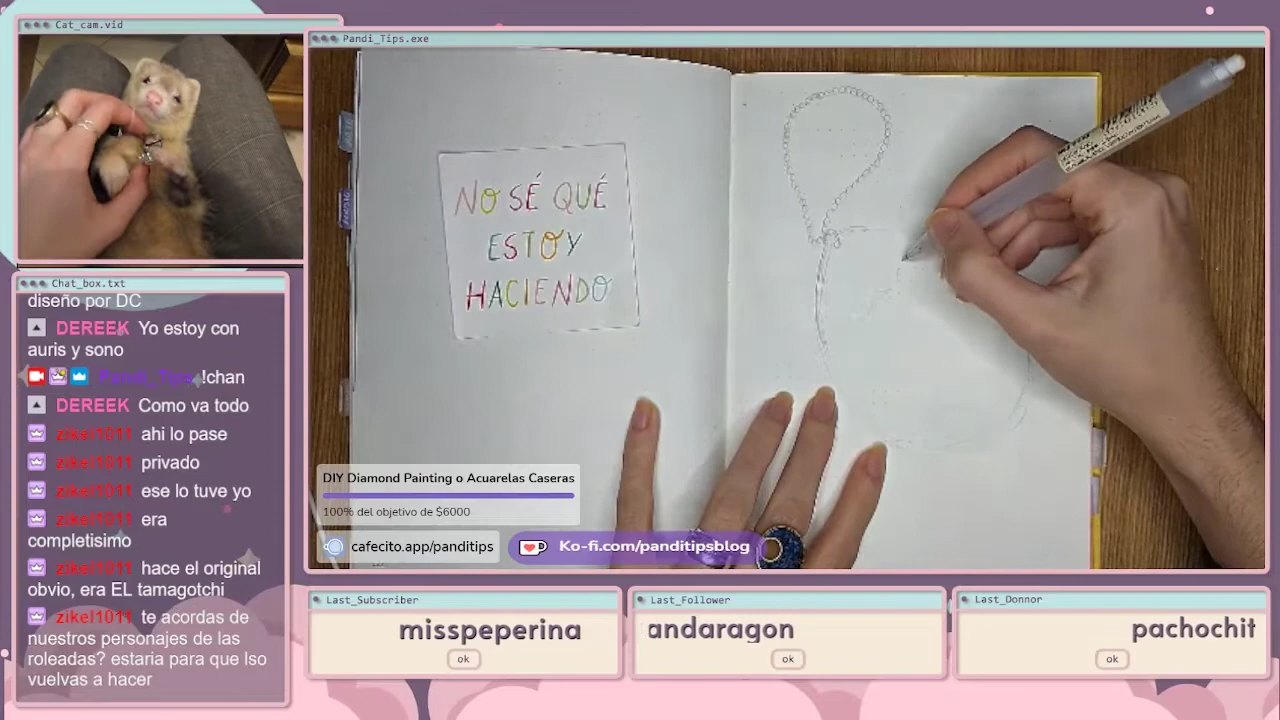 Cat_cam.vid
Pandi_Tips.exe
NO SÉ QUÉ
ESTOY
HACIENDO
Chat_box.txt
diseño por DC
DEREEK Yo estoy con
auris y sono
Pandi_Tips !chan
DEREEK Como va todo
zikel1011 ahi lo pase
zikel1011 privado
zikel1011 ese lo tuve yo
zikel1011 era
completisimo
zikel1011 hace el original
obvio, era EL tamagotchi
zikel1011 te acordas de
nuestros personajes de las
roleadas? estaria para que lso
vuelvas a hacer
DIY Diamond Painting o Acuarelas Caseras
100% del objetivo de $6000
cafecito.app/panditips
Ko-fi.com/panditipsblog
Last_Subscriber
misspeperina
ok
Last_Follower
andaragon
ok
Last_Donnor
pachochit
ok